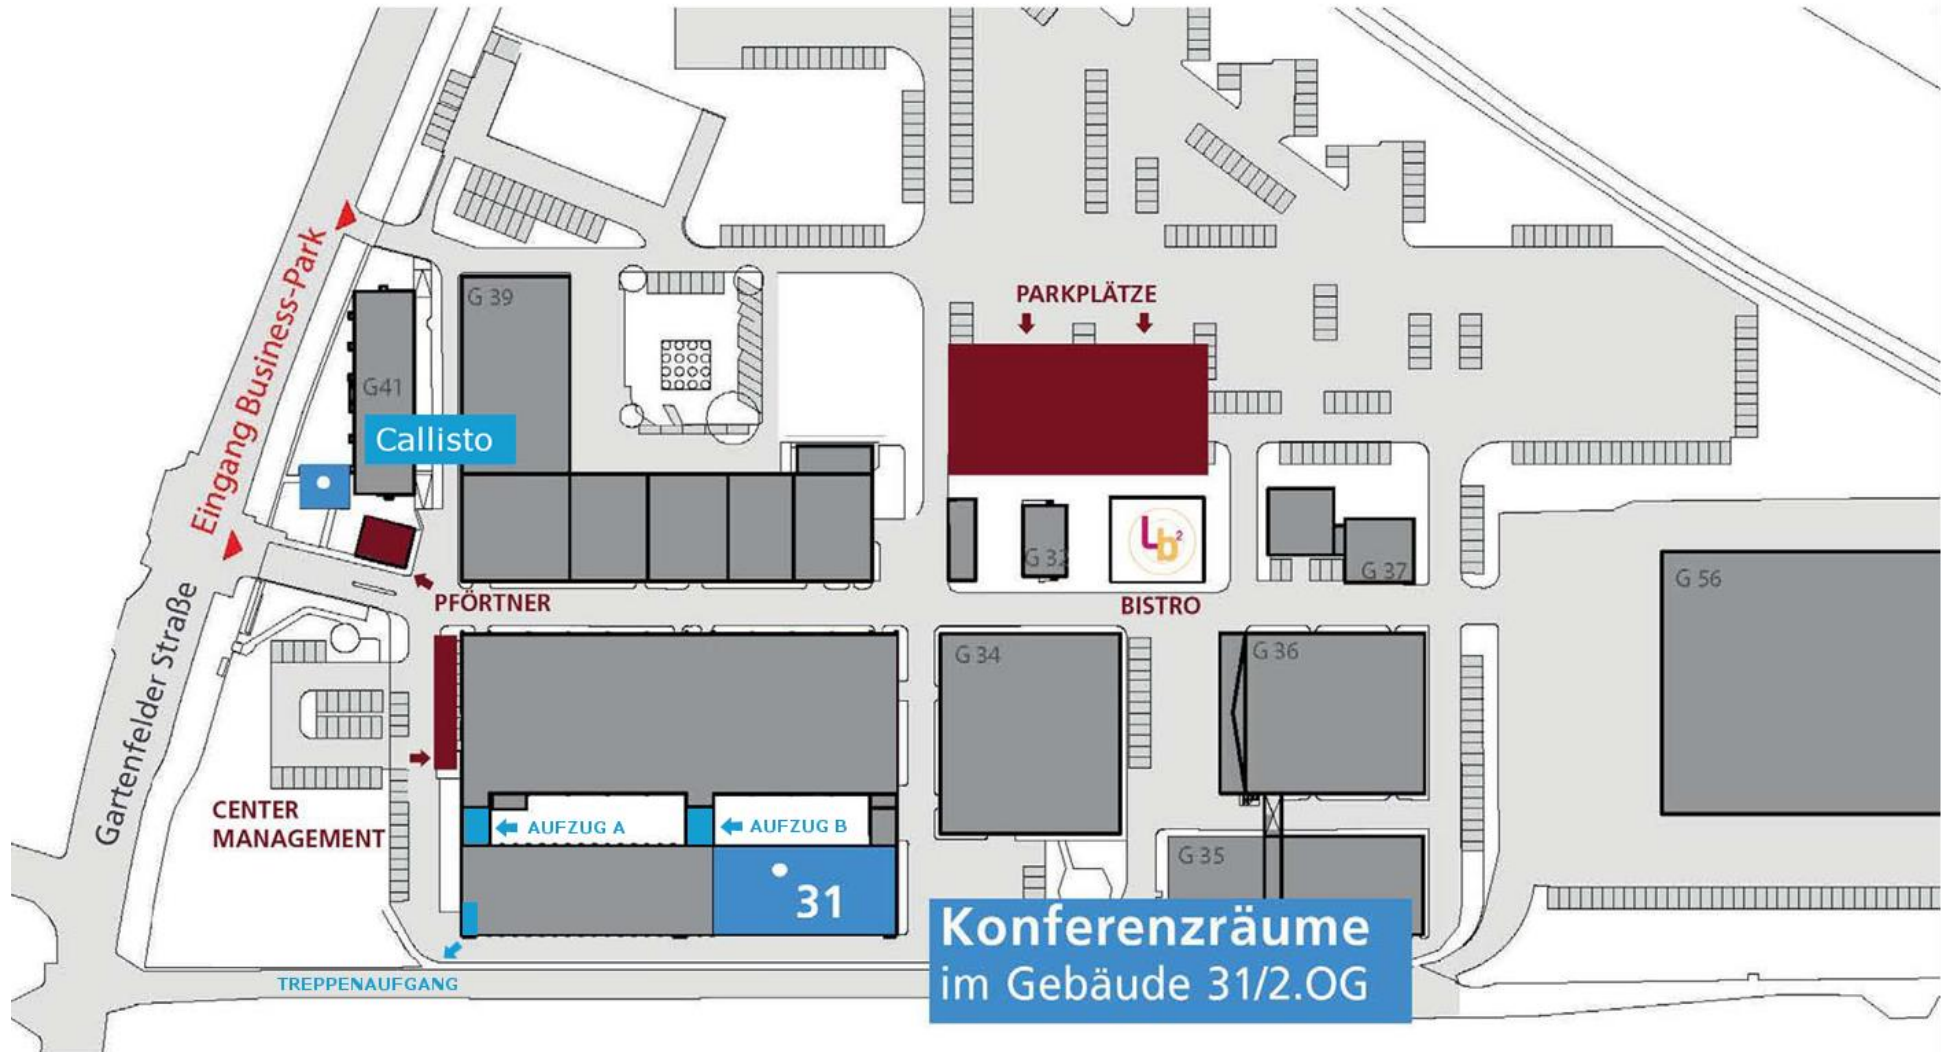 Eingang Business-Park
G 39
PARKPLÄTZE
G41
Callisto
Lb²
G 32
G 37
G 56
PFÖRTNER
BISTRO
Gartenfelder Straße
G 34
G 36
CENTER
MANAGEMENT
AUFZUG A
AUFZUG B
G 35
31
Konferenzräume
im Gebäude 31/2.OG
TREPPENAUFGANG